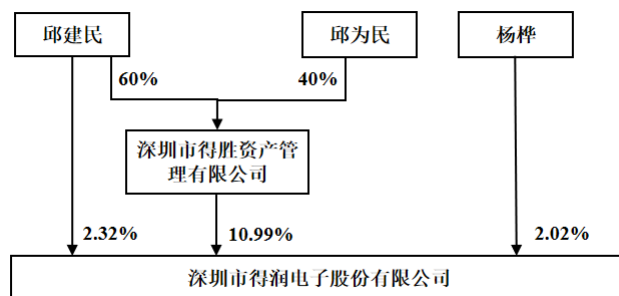 邱建民
邱为民
杨桦
60%
40%
深圳市得胜资产管
理有限公司
2.32%
10.99%
2.02%
深圳市得润电子股份有限公司